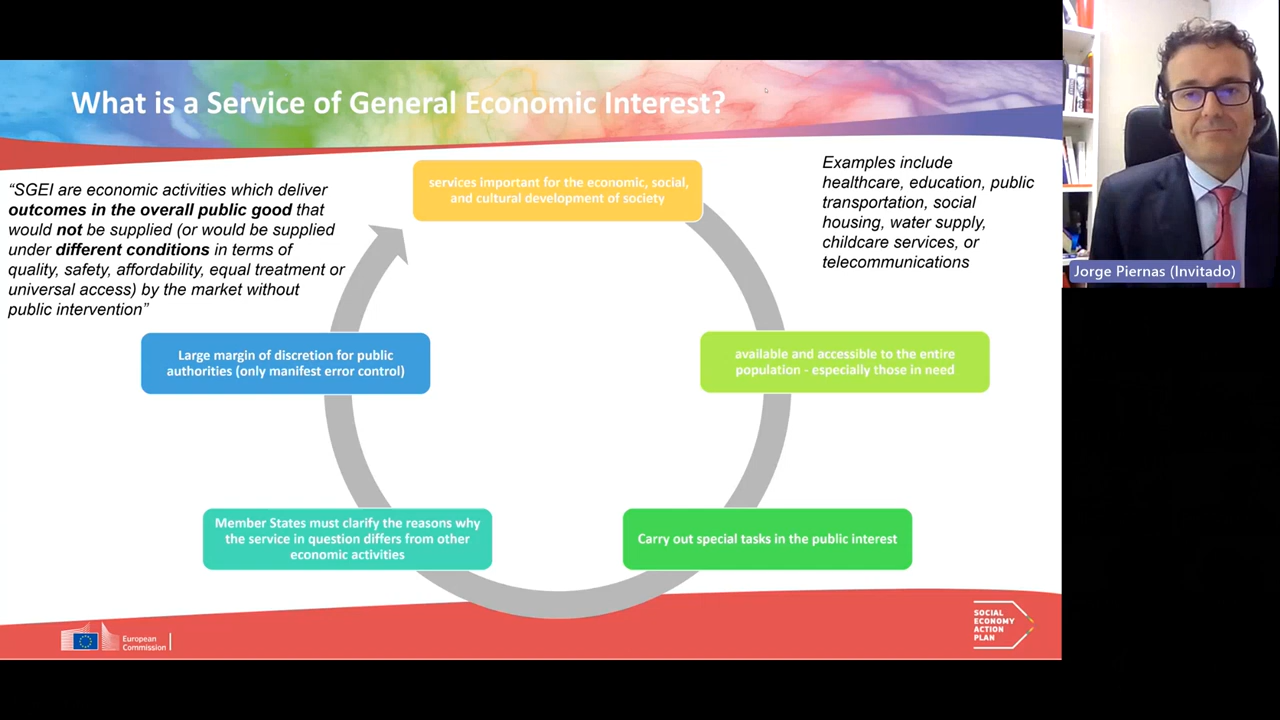 What is a Service of General Economic Interest?
“SGEI are economic activities which deliver
outcomes in the overall public good that
would not be supplied (or would be supplied
under different conditions in terms of
quality, safety, affordability, equal treatment or
universal access) by the market without
public intervention”
services important for the economic, social,
and cultural development of society
Examples include
healthcare, education, public
transportation, social
housing, water supply,
childcare services, or
telecommunications
available and accessible to the entire
population - especially those in need
Carry out special tasks in the public interest
Member States must clarify the reasons why
the service in question differs from other
economic activities
Large margin of discretion for public
authorities (only manifest error control)
European
Commission
SOCIAL
ECONOMY
ACTION
PLAN
Jorge Piernas (Invitado)